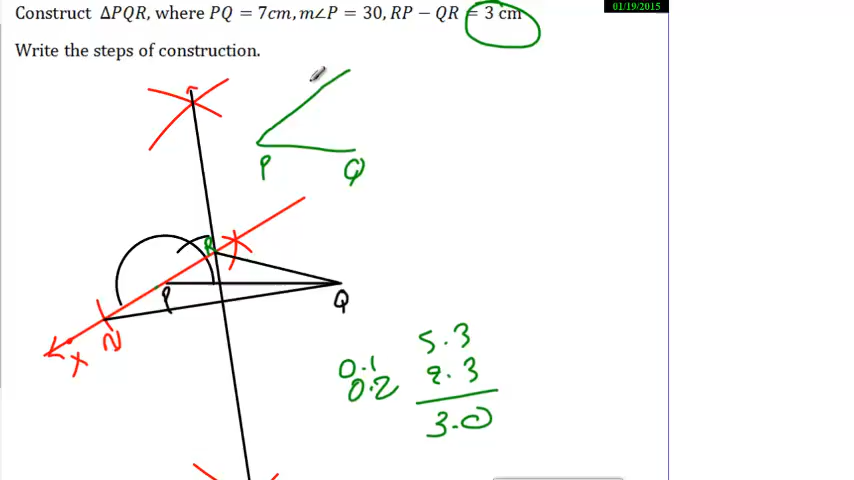 01/19/2015
Construct ΔPQR, where PQ = 7cm, m∠P = 30, RP − QR = 3 cm
Write the steps of construction.
P
Q
R
P
Q
N
X
0.1
0.2
5.3
2.3
3.0